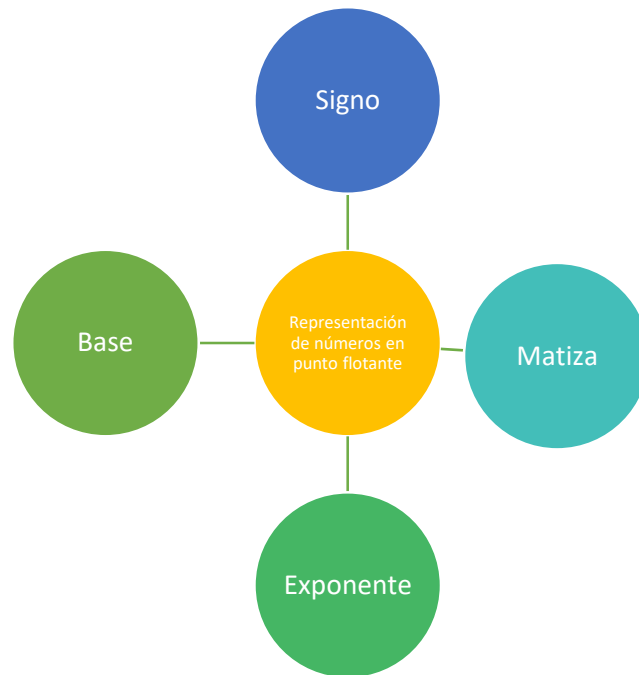 Signo
Base
Representación
de números en
punto flotante
Matiza
Exponente